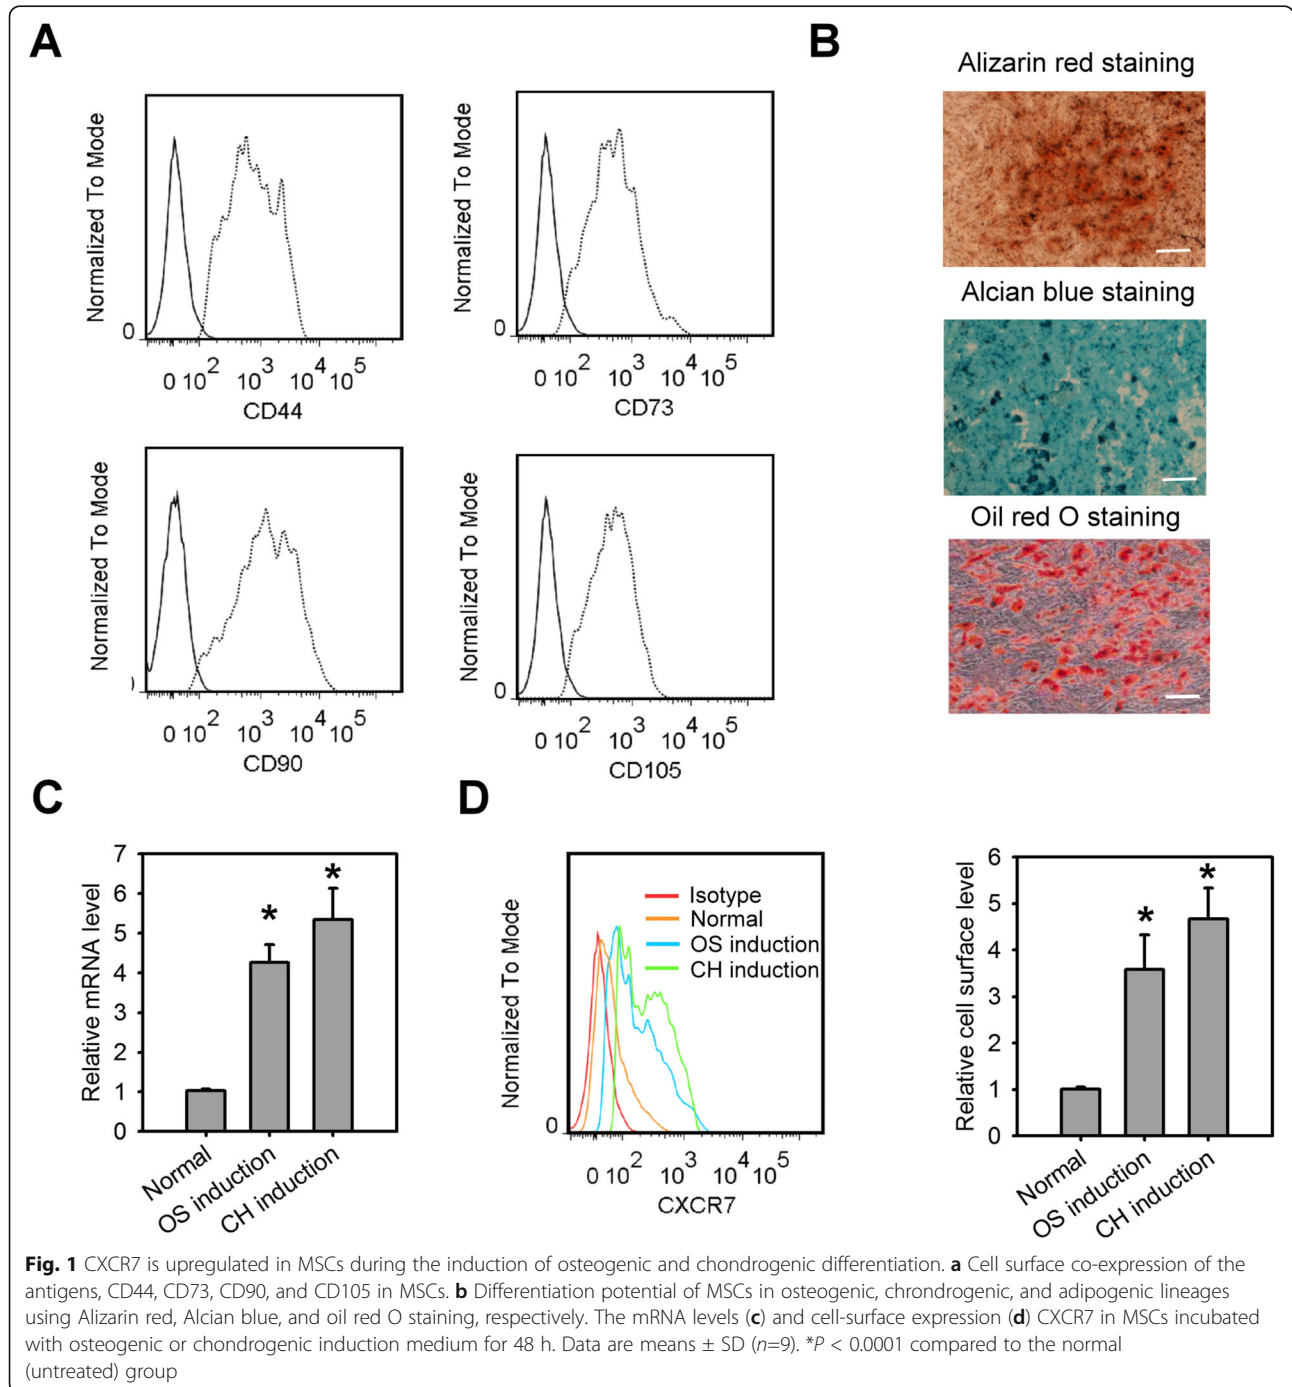 A
B
Normalized To Mode
0
0 10^2 10^3 10^4 10^5
CD44
Normalized To Mode
0
0 10^2 10^3 10^4 10^5
CD73
Alizarin red staining
Alcian blue staining
Oil red O staining
Normalized To Mode
)
0 10^2 10^3 10^4 10^5
CD90
Normalized To Mode
0
0 10^2 10^3 10^4 10^5
CD105
C
Relative mRNA level
7
6
5
4
3
2
1
0
*
*
Normal
OS induction
CH induction
D
Normalized To Mode
0
Isotype
Normal
OS induction
CH induction
0 10^2 10^3 10^4 10^5
CXCR7
Relative cell surface level
6
5
4
3
2
1
0
*
*
Normal
OS induction
CH induction
Fig. 1 CXCR7 is upregulated in MSCs during the induction of osteogenic and chondrogenic differentiation. a Cell surface co-expression of the
antigens, CD44, CD73, CD90, and CD105 in MSCs. b Differentiation potential of MSCs in osteogenic, chrondrogenic, and adipogenic lineages
using Alizarin red, Alcian blue, and oil red O staining, respectively. The mRNA levels (c) and cell-surface expression (d) CXCR7 in MSCs incubated
with osteogenic or chondrogenic induction medium for 48 h. Data are means ± SD (n=9). *P < 0.0001 compared to the normal
(untreated) group